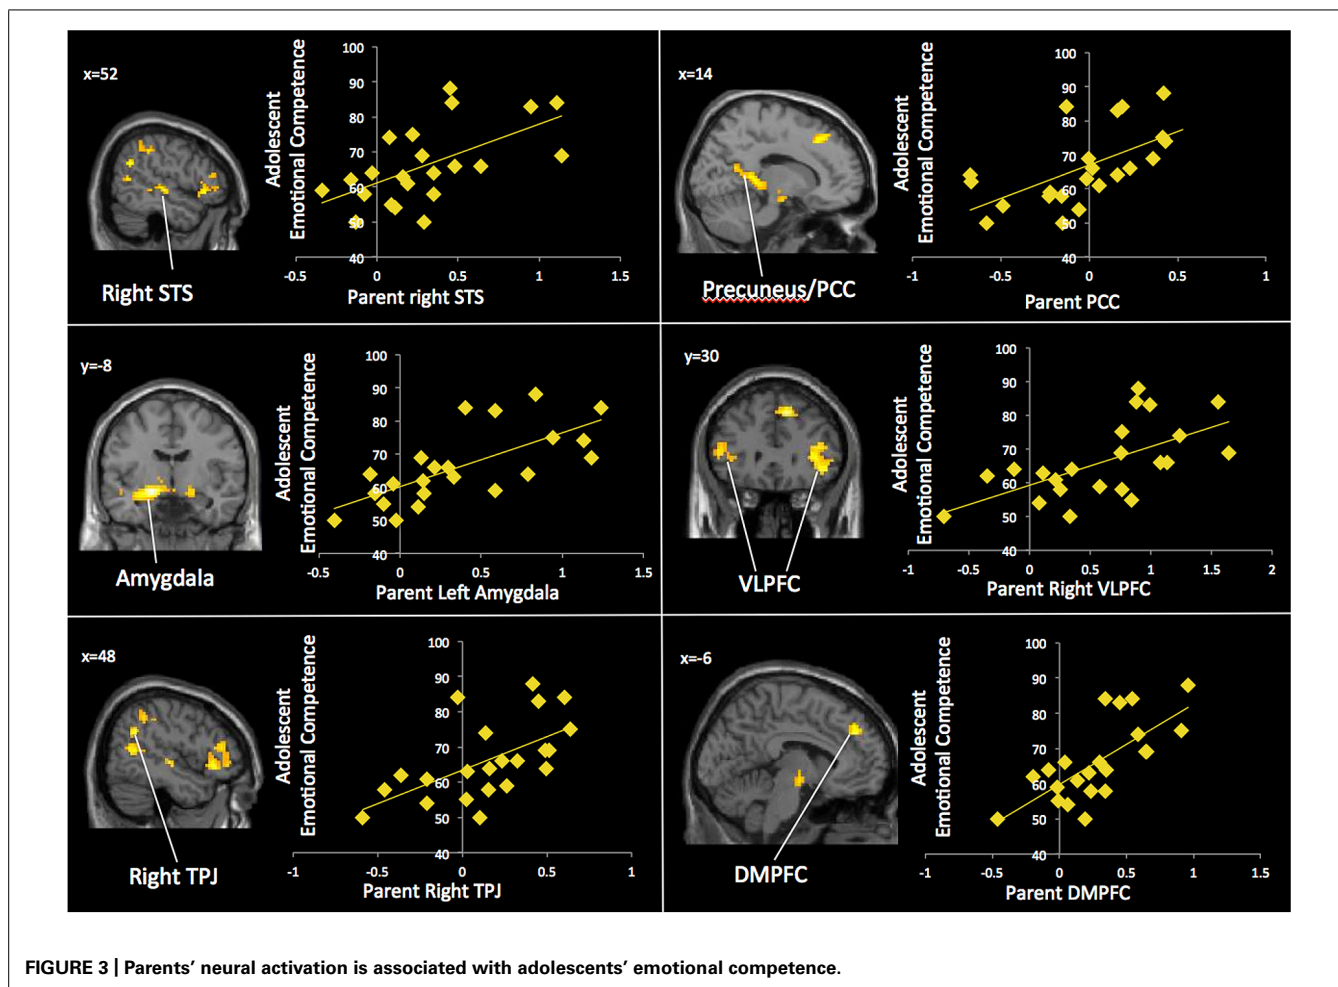 x=52
Adolescent
Emotional Competence
100
90
80
70
60
50
40
-0.5
0
0.5
1
1.5
Right STS
Parent right STS
x=14
Adolescent
Emotional Competence
100
90
80
70
60
50
40
-1
-0.5
0
0.5
1
Precuneus/PCC
Parent PCC
y=-8
Adolescent
Emotional Competence
100
90
80
70
60
50
40
-0.5
0
0.5
1
1.5
Amygdala
Parent Left Amygdala
y=30
Adolescent
Emotional Competence
100
90
80
70
60
50
40
-1
-0.5
0
0.5
1
1.5
2
VLPFC
Parent Right VLPFC
x=48
Adolescent
Emotional Competence
100
90
80
70
60
50
40
-1
-0.5
0
0.5
1
Right TPJ
Parent Right TPJ
x=-6
Adolescent
Emotional Competence
100
90
80
70
60
50
40
-1
-0.5
0
0.5
1
1.5
DMPFC
Parent DMPFC
FIGURE 3 | Parents’ neural activation is associated with adolescents’ emotional competence.